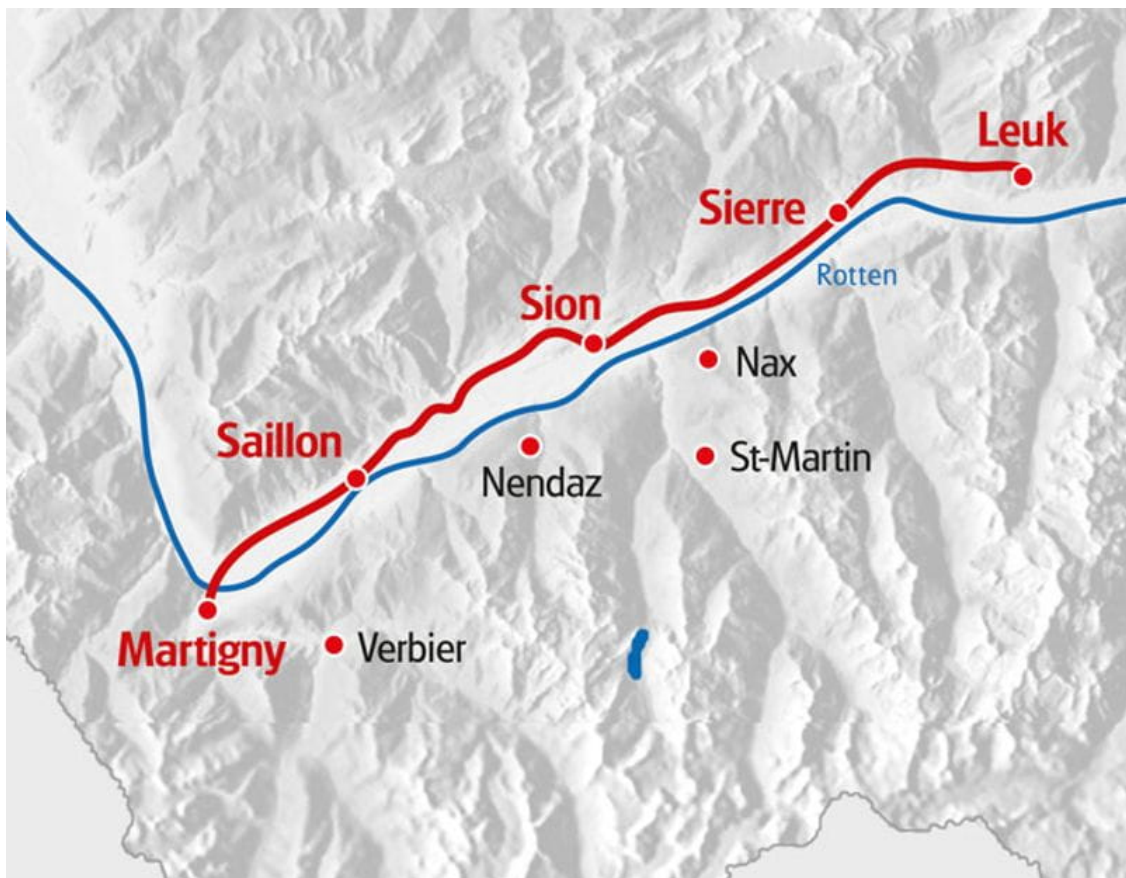 Leuk
Sierre
Rotten
Sion
Nax
Saillon
St-Martin
Nendaz
Martigny
Verbier